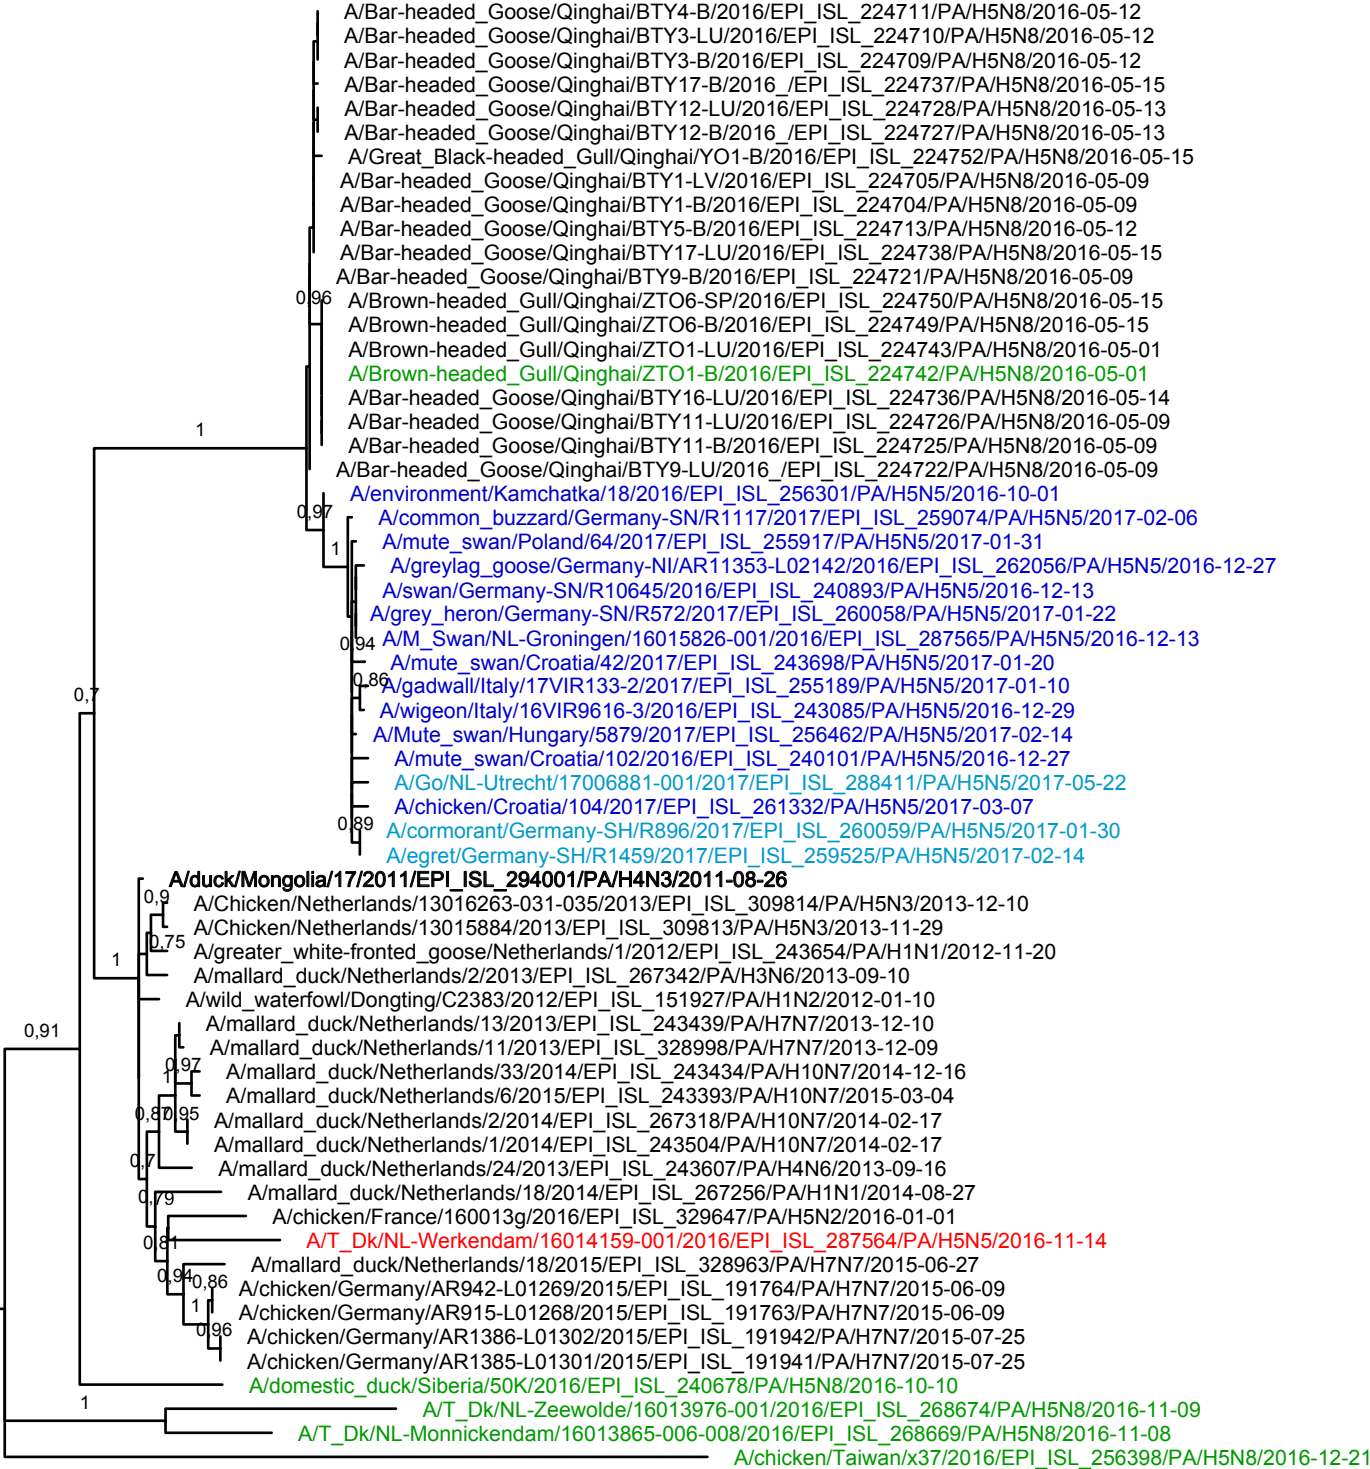 A/Bar-headed_Goose/Qinghai/BTY4-B/2016/EPI_ISL_224711/PA/H5N8/2016-05-12
A/Bar-headed_Goose/Qinghai/BTY3-LU/2016/EPI_ISL_224710/PA/H5N8/2016-05-12
A/Bar-headed_Goose/Qinghai/BTY3-B/2016/EPI_ISL_224709/PA/H5N8/2016-05-12
A/Bar-headed_Goose/Qinghai/BTY17-B/2016_/EPI_ISL_224737/PA/H5N8/2016-05-15
A/Bar-headed_Goose/Qinghai/BTY12-LU/2016/EPI_ISL_224728/PA/H5N8/2016-05-13
A/Bar-headed_Goose/Qinghai/BTY12-B/2016_/EPI_ISL_224727/PA/H5N8/2016-05-13
A/Great_Black-headed_Gull/Qinghai/YO1-B/2016/EPI_ISL_224752/PA/H5N8/2016-05-15
A/Bar-headed_Goose/Qinghai/BTY1-LV/2016/EPI_ISL_224705/PA/H5N8/2016-05-09
A/Bar-headed_Goose/Qinghai/BTY1-B/2016/EPI_ISL_224704/PA/H5N8/2016-05-09
A/Bar-headed_Goose/Qinghai/BTY5-B/2016/EPI_ISL_224713/PA/H5N8/2016-05-12
A/Bar-headed_Goose/Qinghai/BTY17-LU/2016/EPI_ISL_224738/PA/H5N8/2016-05-15
A/Bar-headed_Goose/Qinghai/BTY9-B/2016/EPI_ISL_224721/PA/H5N8/2016-05-09
0,96
A/Brown-headed_Gull/Qinghai/ZTO6-SP/2016/EPI_ISL_224750/PA/H5N8/2016-05-15
A/Brown-headed_Gull/Qinghai/ZTO6-B/2016/EPI_ISL_224749/PA/H5N8/2016-05-15
A/Brown-headed_Gull/Qinghai/ZTO1-LU/2016/EPI_ISL_224743/PA/H5N8/2016-05-01
A/Brown-headed_Gull/Qinghai/ZTO1-B/2016/EPI_ISL_224742/PA/H5N8/2016-05-01
A/Bar-headed_Goose/Qinghai/BTY16-LU/2016/EPI_ISL_224736/PA/H5N8/2016-05-14
A/Bar-headed_Goose/Qinghai/BTY11-LU/2016/EPI_ISL_224726/PA/H5N8/2016-05-09
1
A/Bar-headed_Goose/Qinghai/BTY11-B/2016/EPI_ISL_224725/PA/H5N8/2016-05-09
A/Bar-headed_Goose/Qinghai/BTY9-LU/2016_/EPI_ISL_224722/PA/H5N8/2016-05-09
A/environment/Kamchatka/18/2016/EPI_ISL_256301/PA/H5N5/2016-10-01
0,97
A/common_buzzard/Germany-SN/R1117/2017/EPI_ISL_259074/PA/H5N5/2017-02-06
1
A/mute_swan/Poland/64/2017/EPI_ISL_255917/PA/H5N5/2017-01-31
A/greylag_goose/Germany-NI/AR11353-L02142/2016/EPI_ISL_262056/PA/H5N5/2016-12-27
A/swan/Germany-SN/R10645/2016/EPI_ISL_240893/PA/H5N5/2016-12-13
A/grey_heron/Germany-SN/R572/2017/EPI_ISL_260058/PA/H5N5/2017-01-22
0,94
A/M_Swan/NL-Groningen/16015826-001/2016/EPI_ISL_287565/PA/H5N5/2016-12-13
A/mute_swan/Croatia/42/2017/EPI_ISL_243698/PA/H5N5/2017-01-20
0,86
A/gadwall/Italy/17VIR133-2/2017/EPI_ISL_255189/PA/H5N5/2017-01-10
0,7
A/wigeon/Italy/16VIR9616-3/2016/EPI_ISL_243085/PA/H5N5/2016-12-29
A/Mute_swan/Hungary/5879/2017/EPI_ISL_256462/PA/H5N5/2017-02-14
A/mute_swan/Croatia/102/2016/EPI_ISL_240101/PA/H5N5/2016-12-27
A/Go/NL-Utrecht/17006881-001/2017/EPI_ISL_288411/PA/H5N5/2017-05-22
A/chicken/Croatia/104/2017/EPI_ISL_261332/PA/H5N5/2017-03-07
0,89
A/cormorant/Germany-SH/R896/2017/EPI_ISL_260059/PA/H5N5/2017-01-30
A/egret/Germany-SH/R1459/2017/EPI_ISL_259525/PA/H5N5/2017-02-14
A/duck/Mongolia/17/2011/EPI_ISL_294001/PA/H4N3/2011-08-26
0,9
A/Chicken/Netherlands/13016263-031-035/2013/EPI_ISL_309814/PA/H5N3/2013-12-10
A/Chicken/Netherlands/13015884/2013/EPI_ISL_309813/PA/H5N3/2013-11-29
0,75
A/greater_white-fronted_goose/Netherlands/1/2012/EPI_ISL_243654/PA/H1N1/2012-11-20
1
A/mallard_duck/Netherlands/2/2013/EPI_ISL_267342/PA/H3N6/2013-09-10
A/wild_waterfowl/Dongting/C2383/2012/EPI_ISL_151927/PA/H1N2/2012-01-10
A/mallard_duck/Netherlands/13/2013/EPI_ISL_243439/PA/H7N7/2013-12-10
0,91
A/mallard_duck/Netherlands/11/2013/EPI_ISL_328998/PA/H7N7/2013-12-09
0,97
1
A/mallard_duck/Netherlands/33/2014/EPI_ISL_243434/PA/H10N7/2014-12-16
A/mallard_duck/Netherlands/6/2015/EPI_ISL_243393/PA/H10N7/2015-03-04
0,87
0,95
A/mallard_duck/Netherlands/2/2014/EPI_ISL_267318/PA/H10N7/2014-02-17
A/mallard_duck/Netherlands/1/2014/EPI_ISL_243504/PA/H10N7/2014-02-17
0,7
A/mallard_duck/Netherlands/24/2013/EPI_ISL_243607/PA/H4N6/2013-09-16
0,79
A/mallard_duck/Netherlands/18/2014/EPI_ISL_267256/PA/H1N1/2014-08-27
A/chicken/France/160013g/2016/EPI_ISL_329647/PA/H5N2/2016-01-01
0,81
A/T_Dk/NL-Werkendam/16014159-001/2016/EPI_ISL_287564/PA/H5N5/2016-11-14
A/mallard_duck/Netherlands/18/2015/EPI_ISL_328963/PA/H7N7/2015-06-27
0,94
0,86
A/chicken/Germany/AR942-L01269/2015/EPI_ISL_191764/PA/H7N7/2015-06-09
1
A/chicken/Germany/AR915-L01268/2015/EPI_ISL_191763/PA/H7N7/2015-06-09
0,96
A/chicken/Germany/AR1386-L01302/2015/EPI_ISL_191942/PA/H7N7/2015-07-25
A/chicken/Germany/AR1385-L01301/2015/EPI_ISL_191941/PA/H7N7/2015-07-25
A/domestic_duck/Siberia/50K/2016/EPI_ISL_240678/PA/H5N8/2016-10-10
1
A/T_Dk/NL-Zeewolde/16013976-001/2016/EPI_ISL_268674/PA/H5N8/2016-11-09
A/T_Dk/NL-Monnickendam/16013865-006-008/2016/EPI_ISL_268669/PA/H5N8/2016-11-08
A/chicken/Taiwan/x37/2016/EPI_ISL_256398/PA/H5N8/2016-12-21